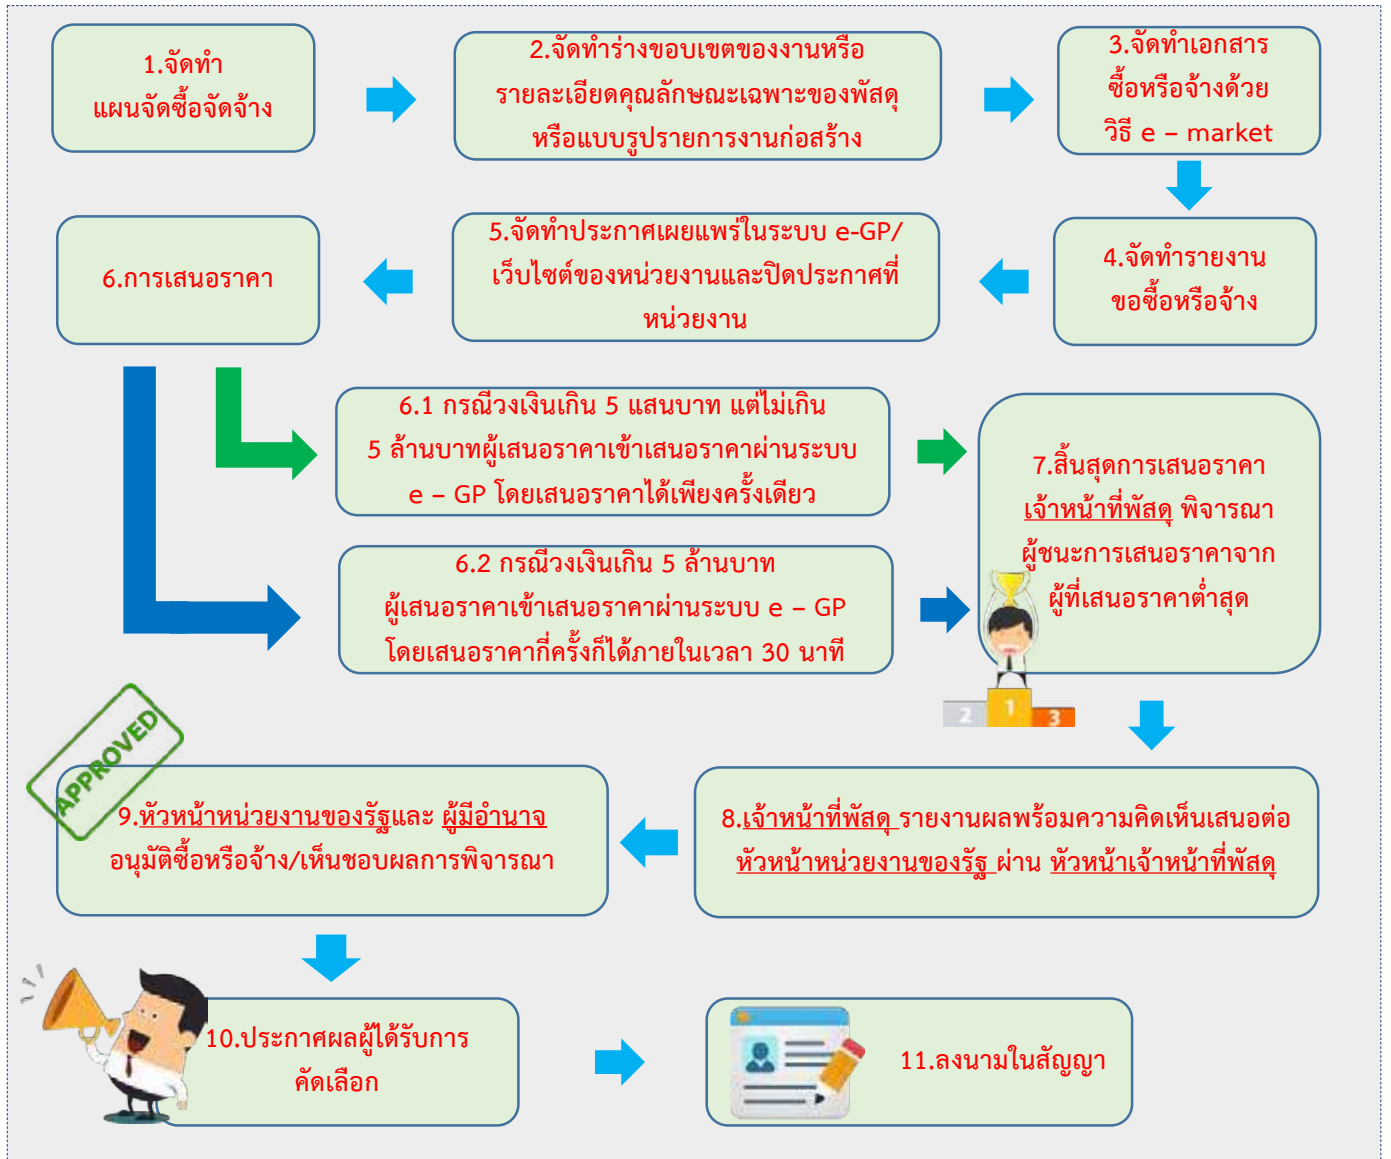 1.จัดทำ
แผนจัดซื้อจัดจ้าง
2.จัดทำร่างขอบเขตของงานหรือ
รายละเอียดคุณลักษณะเฉพาะของพัสดุ
หรือแบบรูปรายการงานก่อสร้าง
3.จัดทำเอกสาร
ซื้อหรือจ้างด้วย
วิธี e – market
4.จัดทำรายงาน
ขอซื้อหรือจ้าง
5.จัดทำประกาศเผยแพร่ในระบบ e-GP/
เว็บไซต์ของหน่วยงานและปิดประกาศที่
หน่วยงาน
6.การเสนอราคา
6.1 กรณีวงเงินเกิน 5 แสนบาท แต่ไม่เกิน
5 ล้านบาทผู้เสนอราคาเข้าเสนอราคาผ่านระบบ
e – GP โดยเสนอราคาได้เพียงครั้งเดียว
6.2 กรณีวงเงินเกิน 5 ล้านบาท
ผู้เสนอราคาเข้าเสนอราคาผ่านระบบ e – GP
โดยเสนอราคากี่ครั้งก็ได้ภายในเวลา 30 นาที
7.สิ้นสุดการเสนอราคา
เจ้าหน้าที่พัสดุ พิจารณา
ผู้ชนะการเสนอราคาจาก
ผู้ที่เสนอราคาต่ำสุด
2 1 3
8.เจ้าหน้าที่พัสดุ รายงานผลพร้อมความคิดเห็นเสนอต่อ
หัวหน้าหน่วยงานของรัฐ ผ่าน หัวหน้าเจ้าหน้าที่พัสดุ
APPROVED
9.หัวหน้าหน่วยงานของรัฐและ ผู้มีอำนาจ
อนุมัติซื้อหรือจ้าง/เห็นชอบผลการพิจารณา
10.ประกาศผลผู้ได้รับการ
คัดเลือก
11.ลงนามในสัญญา